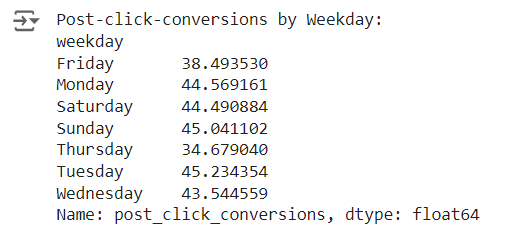 Post-click-conversions by Weekday:
weekday
Friday       38.493530
Monday       44.569161
Saturday     44.490884
Sunday       45.041102
Thursday     34.679040
Tuesday      45.234354
Wednesday    43.544559
Name: post_click_conversions, dtype: float64